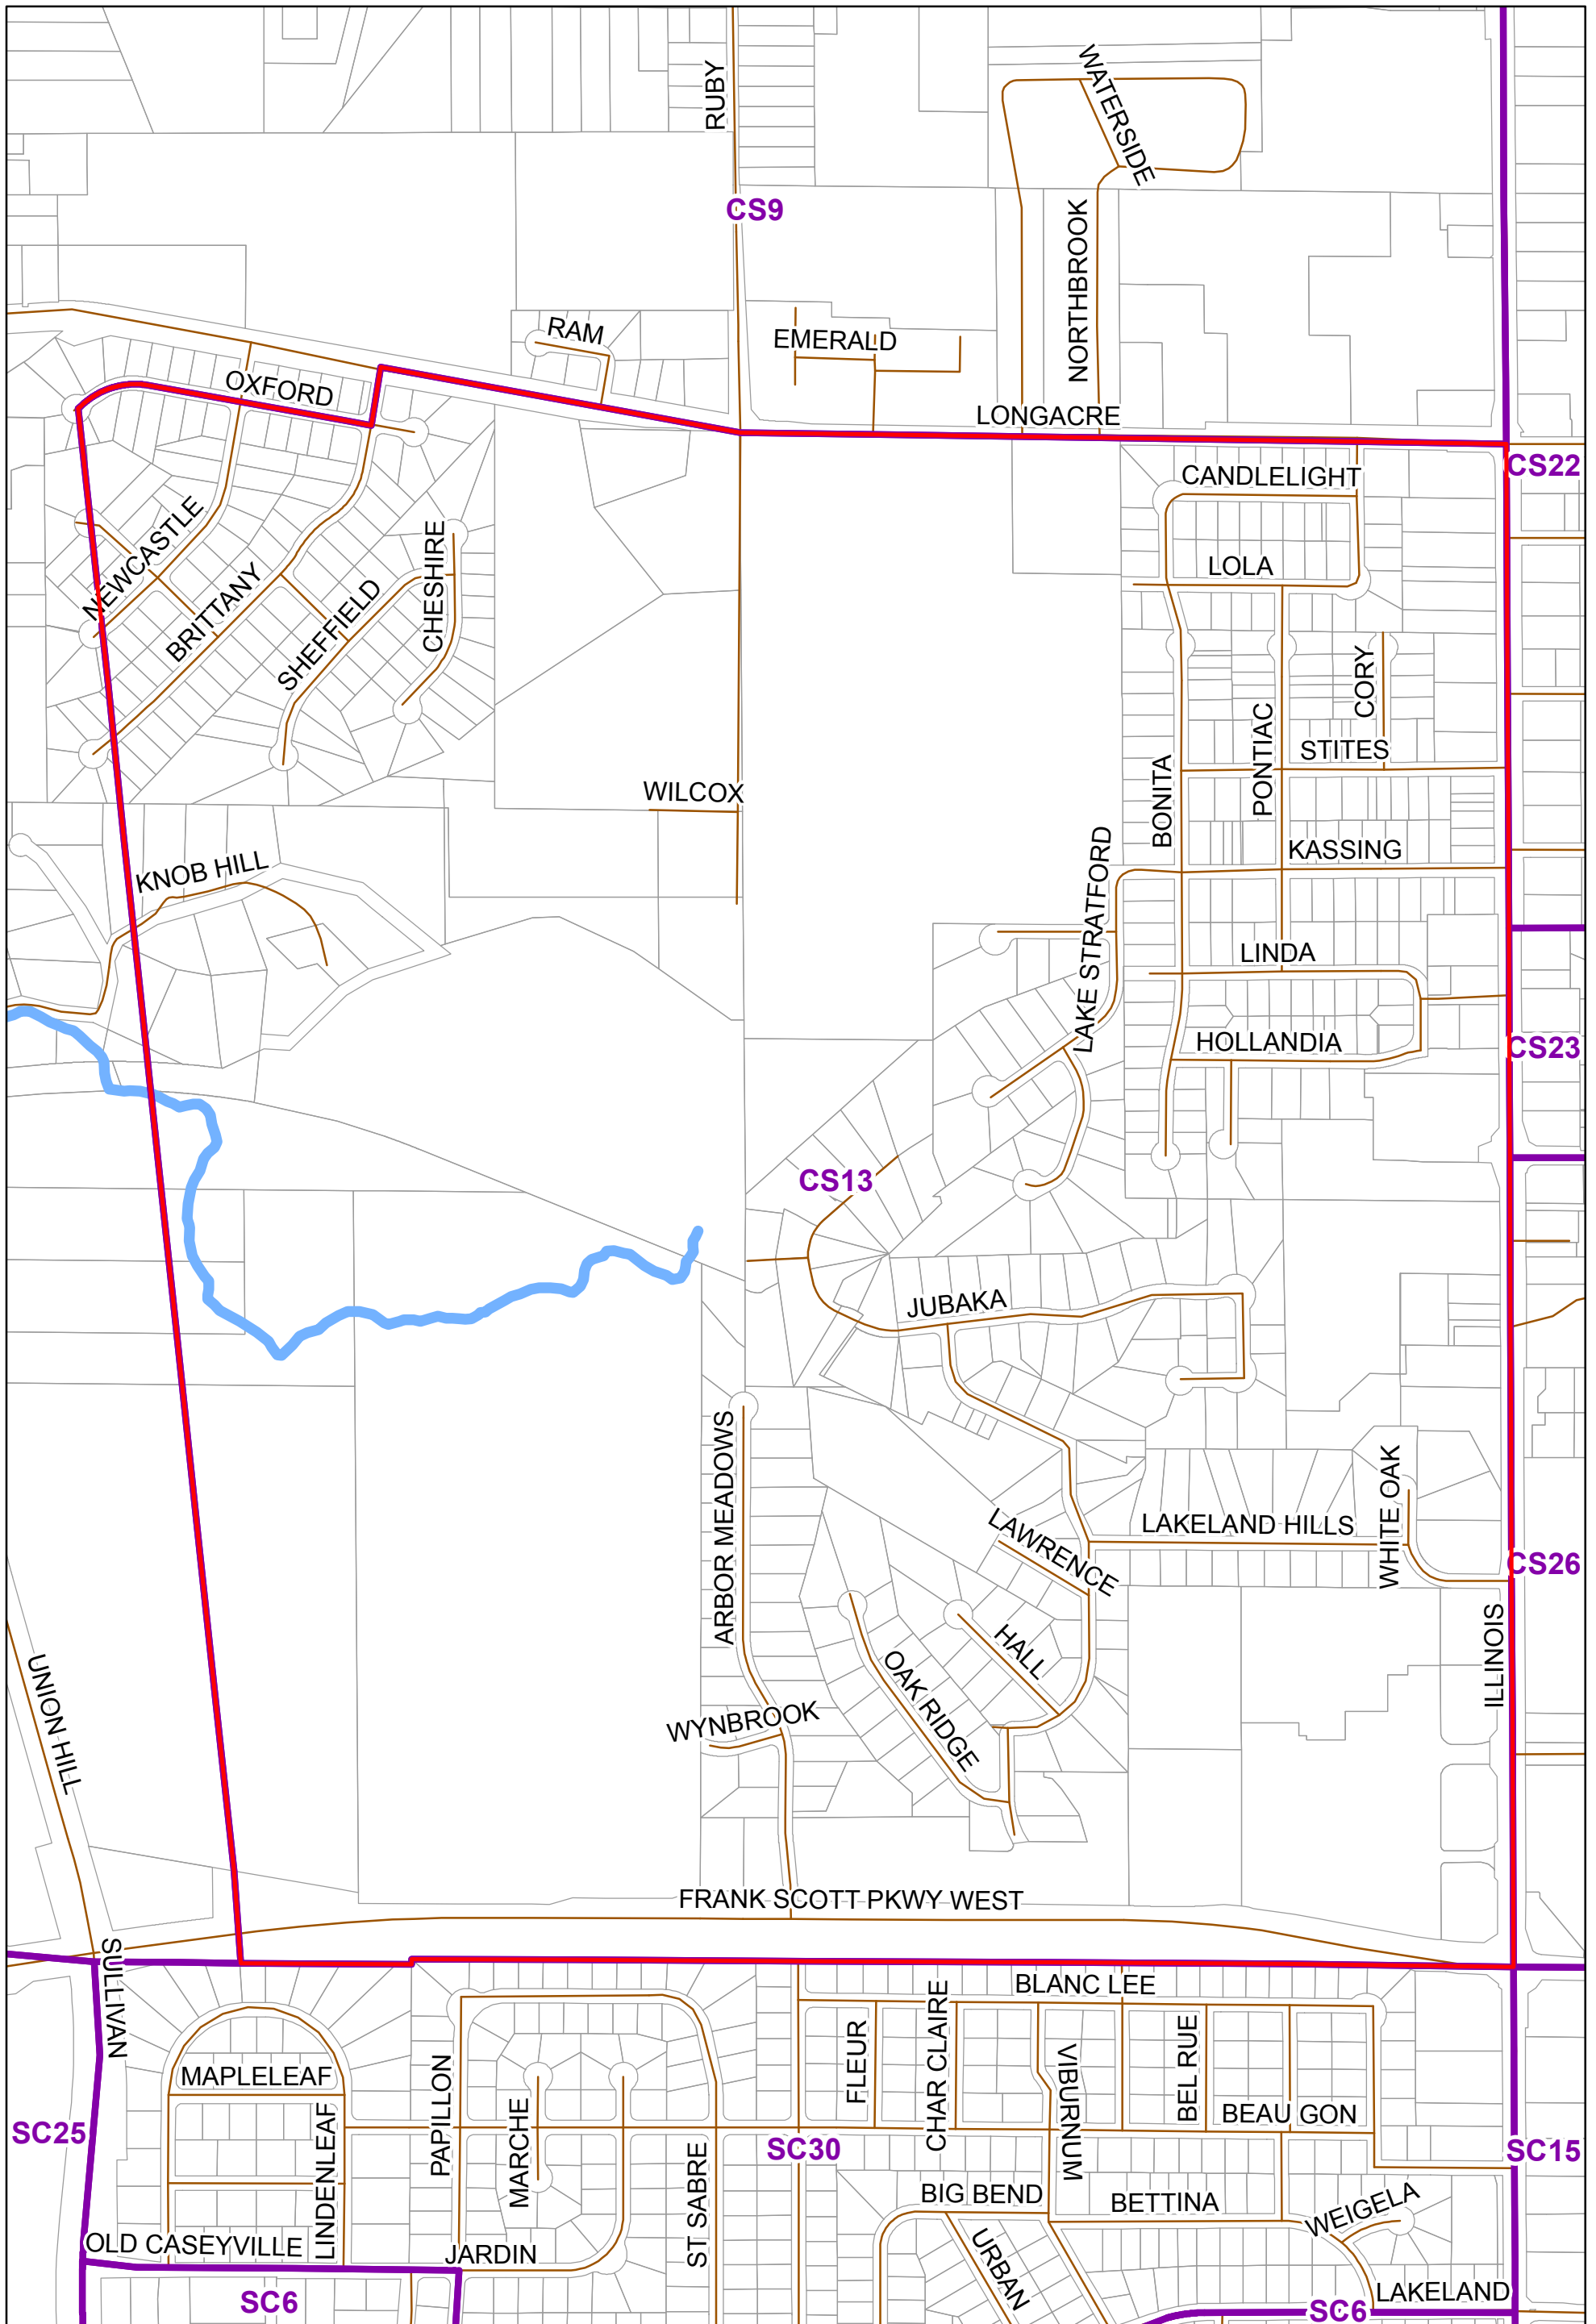 WATERSIDE
RUBY
CS9
NORTHBROOK
RAM
EMERALD
OXFORD
LONGACRE
CS22
CANDLELIGHT
NEWCASTLE
CHESHIRE
LOLA
BRITTANY
SHEFFIELD
CORY
PONTIAC
STITES
WILCOX
BONITA
KASSING
KNOB HILL
LAKE STRATFORD
LINDA
HOLLANDIA
CS23
CS13
JUBAKA
ARBOR MEADOWS
WHITE OAK
LAKELAND HILLS
LAWRENCE
CS26
ILLINOIS
HALL
UNION HILL
OAK RIDGE
WYNBROOK
FRANK SCOTT PKWY WEST
SULLIVAN
BLANC LEE
FLEUR
CHAR CLAIRE
VIBURNUM
BEL RUE
MAPLELEAF
PAPILLON
MARCHE
BEAU GON
SC25
LINDENLEAF
ST SABRE
SC30
SC15
BIG BEND
BETTINA
WEIGELA
OLD CASEYVILLE
JARDIN
URBAN
LAKELAND
SC6
SC6